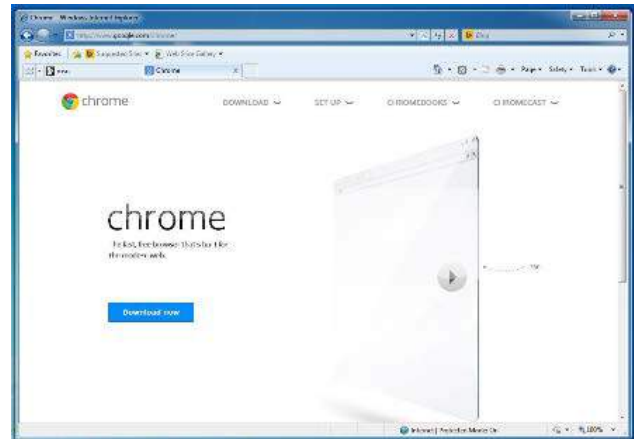 Chrome - Windows Internet Explorer
google.com
Bing
Favorites Suggested Sites Web Slice Gallery
Chrome
Page Safety Tools
chrome
DOWNLOAD SET UP CHROMEBOOKS CHROMECAST
chrome
The fast, free browser that's built for
the modern web.
Download now
Internet | Protected Mode: On 100%